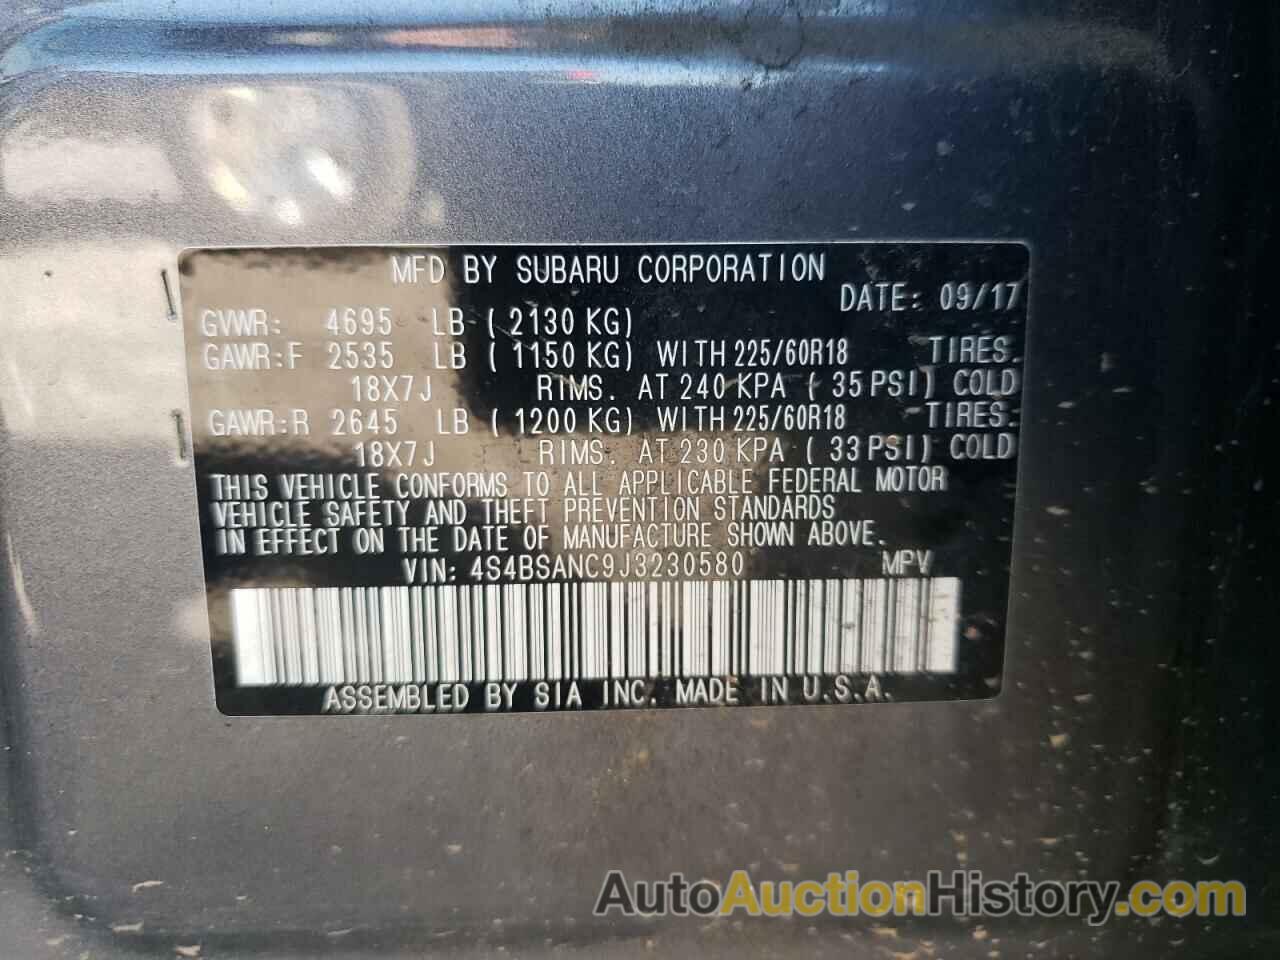 MFD BY SUBARU CORPORATION
DATE: 09/17
GVWR: 4695 LB ( 2130 KG)
GAWR:F 2535 LB ( 1150 KG) WITH 225/60R18 TIRES.
18X7J RIMS. AT 240 KPA ( 35 PSI) COLD
GAWR:R 2645 LB ( 1200 KG) WITH 225/60R18 TIRES.
18X7J RIMS. AT 230 KPA ( 33 PSI) COLD
THIS VEHICLE CONFORMS TO ALL APPLICABLE FEDERAL MOTOR
VEHICLE SAFETY AND THEFT PREVENTION STANDARDS
IN EFFECT ON THE DATE OF MANUFACTURE SHOWN ABOVE.
VIN: 4S4BSANC9J3230580 MPV
ASSEMBLED BY SIA INC. MADE IN U.S.A.
AutoAuctionHistory.com